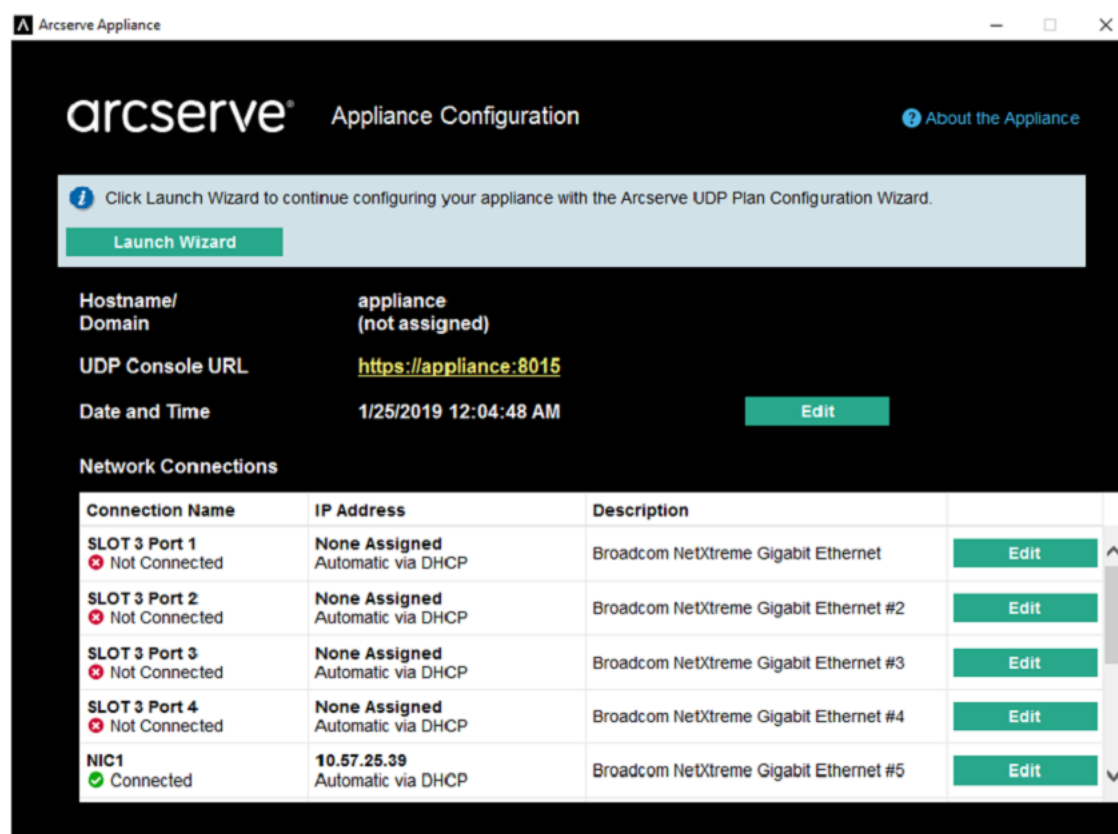 Arcserve Appliance
arcserve® Appliance Configuration
About the Appliance
Click Launch Wizard to continue configuring your appliance with the Arcserve UDP Plan Configuration Wizard.
Launch Wizard
Hostname/ appliance
Domain (not assigned)
UDP Console URL https://appliance:8015
Date and Time 1/25/2019 12:04:48 AM Edit
Network Connections
Connection Name IP Address Description
SLOT 3 Port 1 None Assigned
Not Connected Automatic via DHCP Broadcom NetXtreme Gigabit Ethernet Edit
SLOT 3 Port 2 None Assigned
Not Connected Automatic via DHCP Broadcom NetXtreme Gigabit Ethernet #2 Edit
SLOT 3 Port 3 None Assigned
Not Connected Automatic via DHCP Broadcom NetXtreme Gigabit Ethernet #3 Edit
SLOT 3 Port 4 None Assigned
Not Connected Automatic via DHCP Broadcom NetXtreme Gigabit Ethernet #4 Edit
NIC1 10.57.25.39
Connected Automatic via DHCP Broadcom NetXtreme Gigabit Ethernet #5 Edit